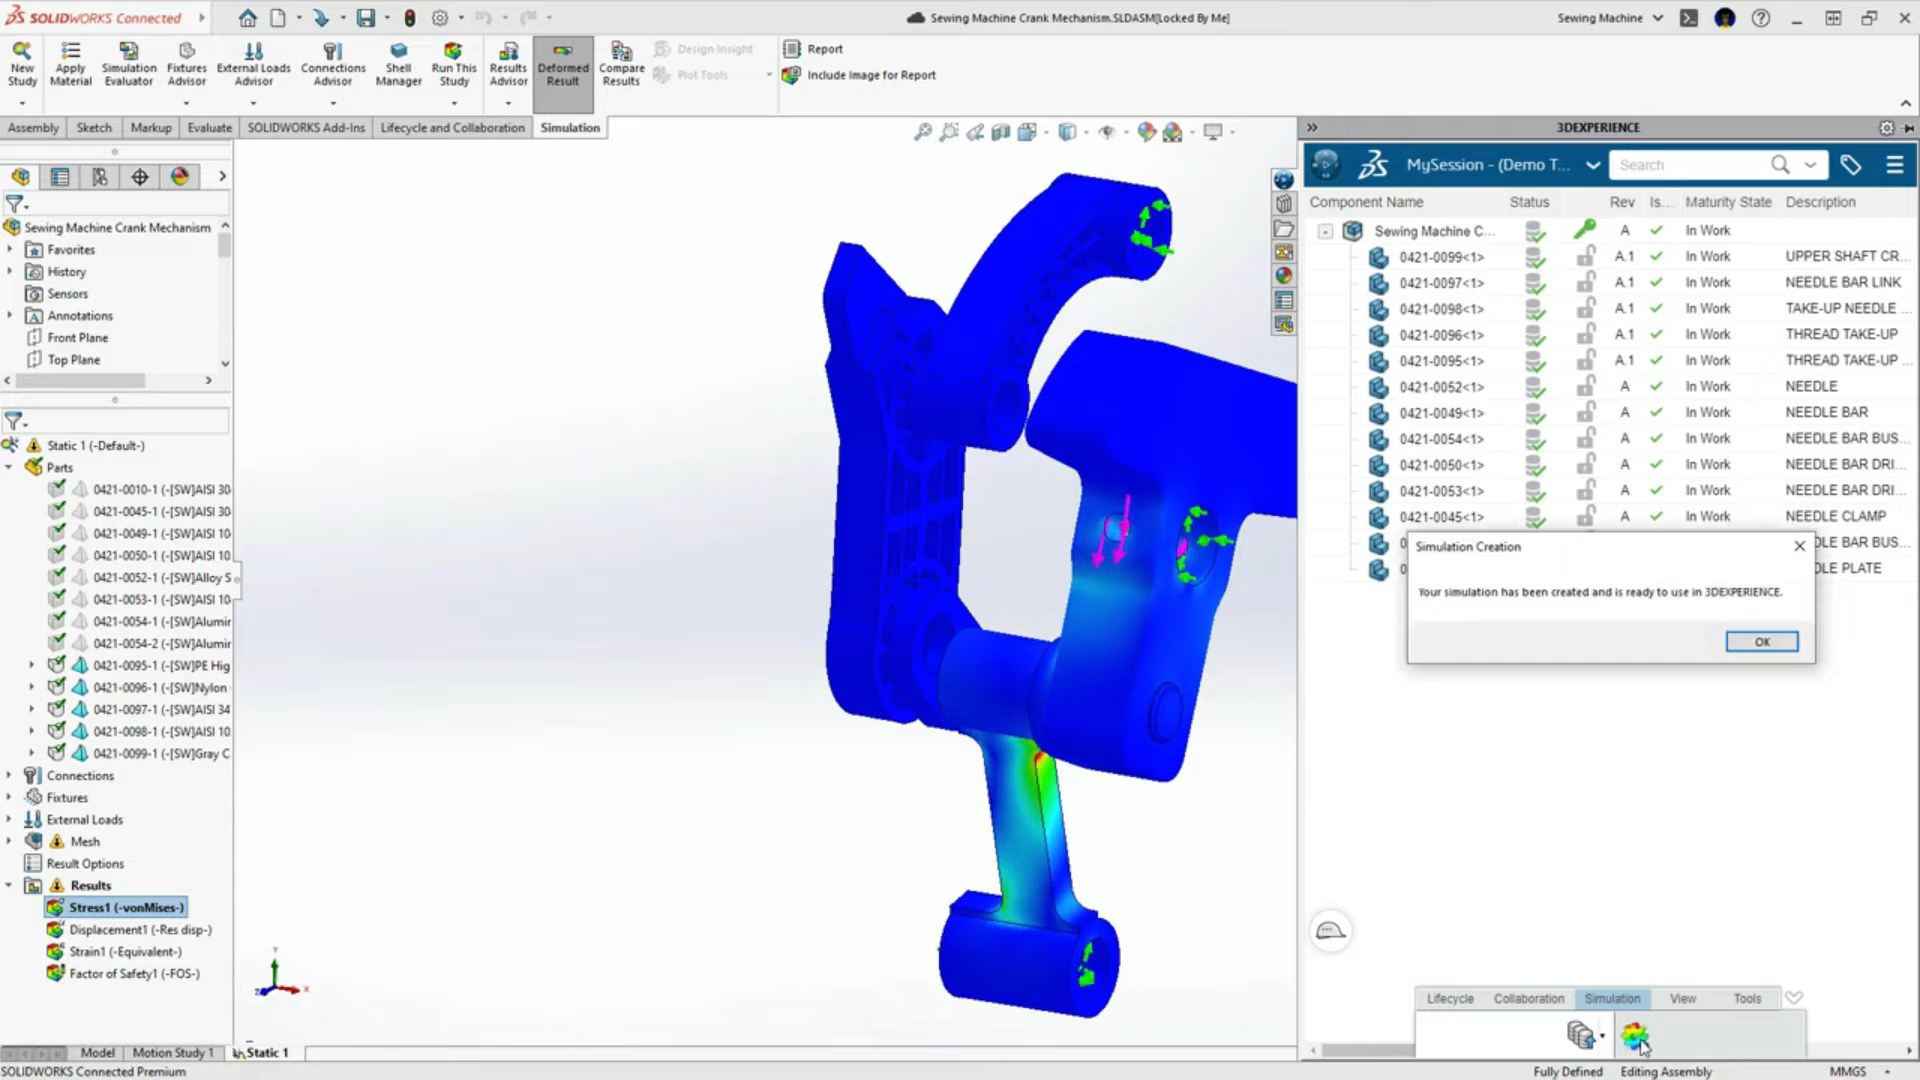 SOLIDWORKS Connected
Sewing Machine Crank Mechanism.SLDASM[Locked By Me]
Sewing Machine
New Study
Apply Material
Simulation Evaluator
Fixtures Advisor
External Loads Advisor
Connections Advisor
Shell Manager
Run This Study
Results Advisor
Deformed Result
Compare Results
Design Insight
Plot Tools
Report
Include Image for Report
Assembly Sketch Markup Evaluate SOLIDWORKS Add-Ins Lifecycle and Collaboration Simulation
Sewing Machine Crank Mechanism
Favorites
History
Sensors
Annotations
Front Plane
Top Plane
Static 1 (-Default-)
Parts
0421-0010-1 (-[SW]AISI 30
0421-0045-1 (-[SW]AISI 30
0421-0049-1 (-[SW]AISI 10
0421-0050-1 (-[SW]AISI 10
0421-0052-1 (-[SW]Alloy S
0421-0053-1 (-[SW]AISI 10
0421-0054-1 (-[SW]Alumir
0421-0054-2 (-[SW]Alumir
0421-0095-1 (-[SW]PE Hig
0421-0096-1 (-[SW]Nylon
0421-0097-1 (-[SW]AISI 34
0421-0098-1 (-[SW]AISI 10
0421-0099-1 (-[SW]Gray C
Connections
Fixtures
External Loads
Mesh
Result Options
Results
Stress1 (-vonMises-)
Displacement1 (-Res disp-)
Strain1 (-Equivalent-)
Factor of Safety1 (-FOS-)
Y
X
Z
Model Motion Study 1 Static 1
SOLIDWORKS Connected Premium
3DEXPERIENCE
MySession - (Demo T... Search
Component Name Status Rev Is... Maturity State Description
Sewing Machine C... A In Work
0421-0099<1> A.1 In Work UPPER SHAFT CR...
0421-0097<1> A.1 In Work NEEDLE BAR LINK
0421-0098<1> A.1 In Work TAKE-UP NEEDLE ...
0421-0096<1> A.1 In Work THREAD TAKE-UP
0421-0095<1> A.1 In Work THREAD TAKE-UP ...
0421-0052<1> A In Work NEEDLE
0421-0049<1> A In Work NEEDLE BAR
0421-0054<1> A In Work NEEDLE BAR BUS...
0421-0050<1> A In Work NEEDLE BAR DRI...
0421-0053<1> A In Work NEEDLE BAR DRI...
0421-0045<1> A In Work NEEDLE CLAMP
DLE BAR BUS...
DLE PLATE
Simulation Creation
Your simulation has been created and is ready to use in 3DEXPERIENCE.
OK
Lifecycle Collaboration Simulation View Tools
Fully Defined Editing Assembly MMGS